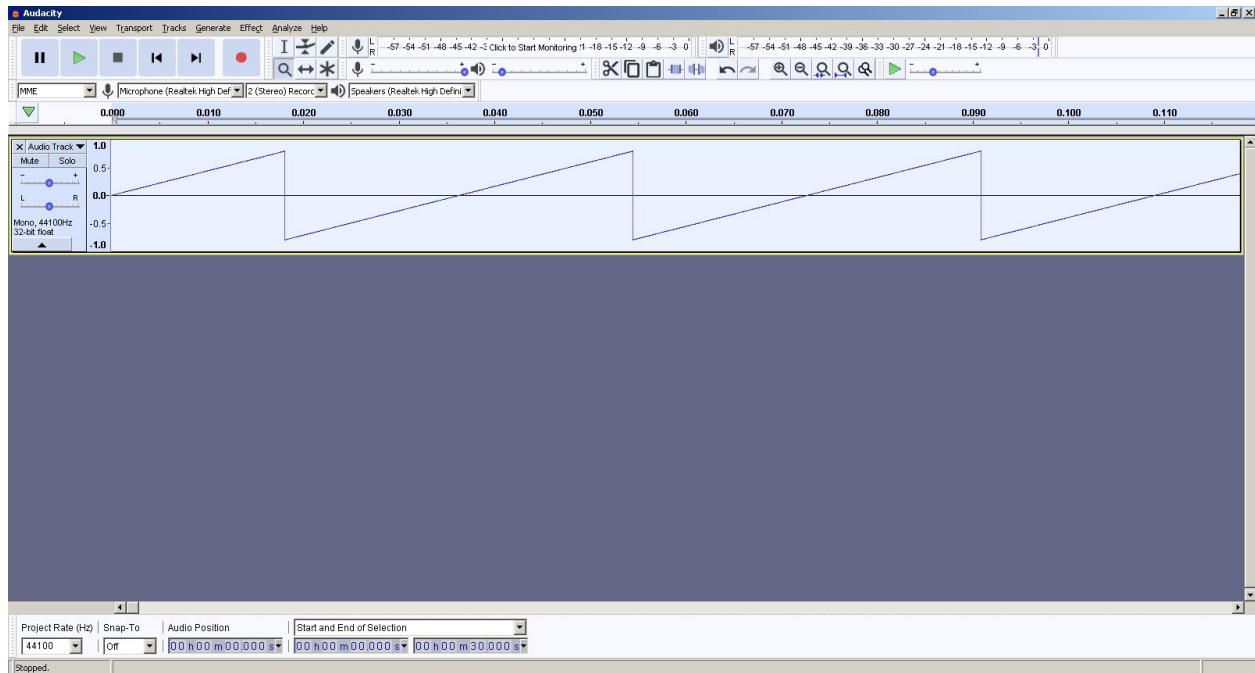 Audacity
File Edit Select View Transport Tracks Generate Effect Analyze Help
L R -57 -54 -51 -48 -45 -42 -3 Click to Start Monitoring !1 -18 -15 -12 -9 -6 -3 0
L R -57 -54 -51 -48 -45 -42 -39 -36 -33 -30 -27 -24 -21 -18 -15 -12 -9 -6 -3 0
MME Microphone (Realtek High Def 2 (Stereo) Recorc Speakers (Realtek High Defini
0.000 0.010 0.020 0.030 0.040 0.050 0.060 0.070 0.080 0.090 0.100 0.110
X Audio Track 1.0
Mute Solo 0.5
- +
L R 0.0
Mono, 44100Hz -0.5
32-bit float
-1.0
Project Rate (Hz) Snap-To Audio Position Start and End of Selection
44100 Off 00 h 00 m 00.000 s 00 h 00 m 00.000 s 00 h 00 m 30.000 s
Stopped.